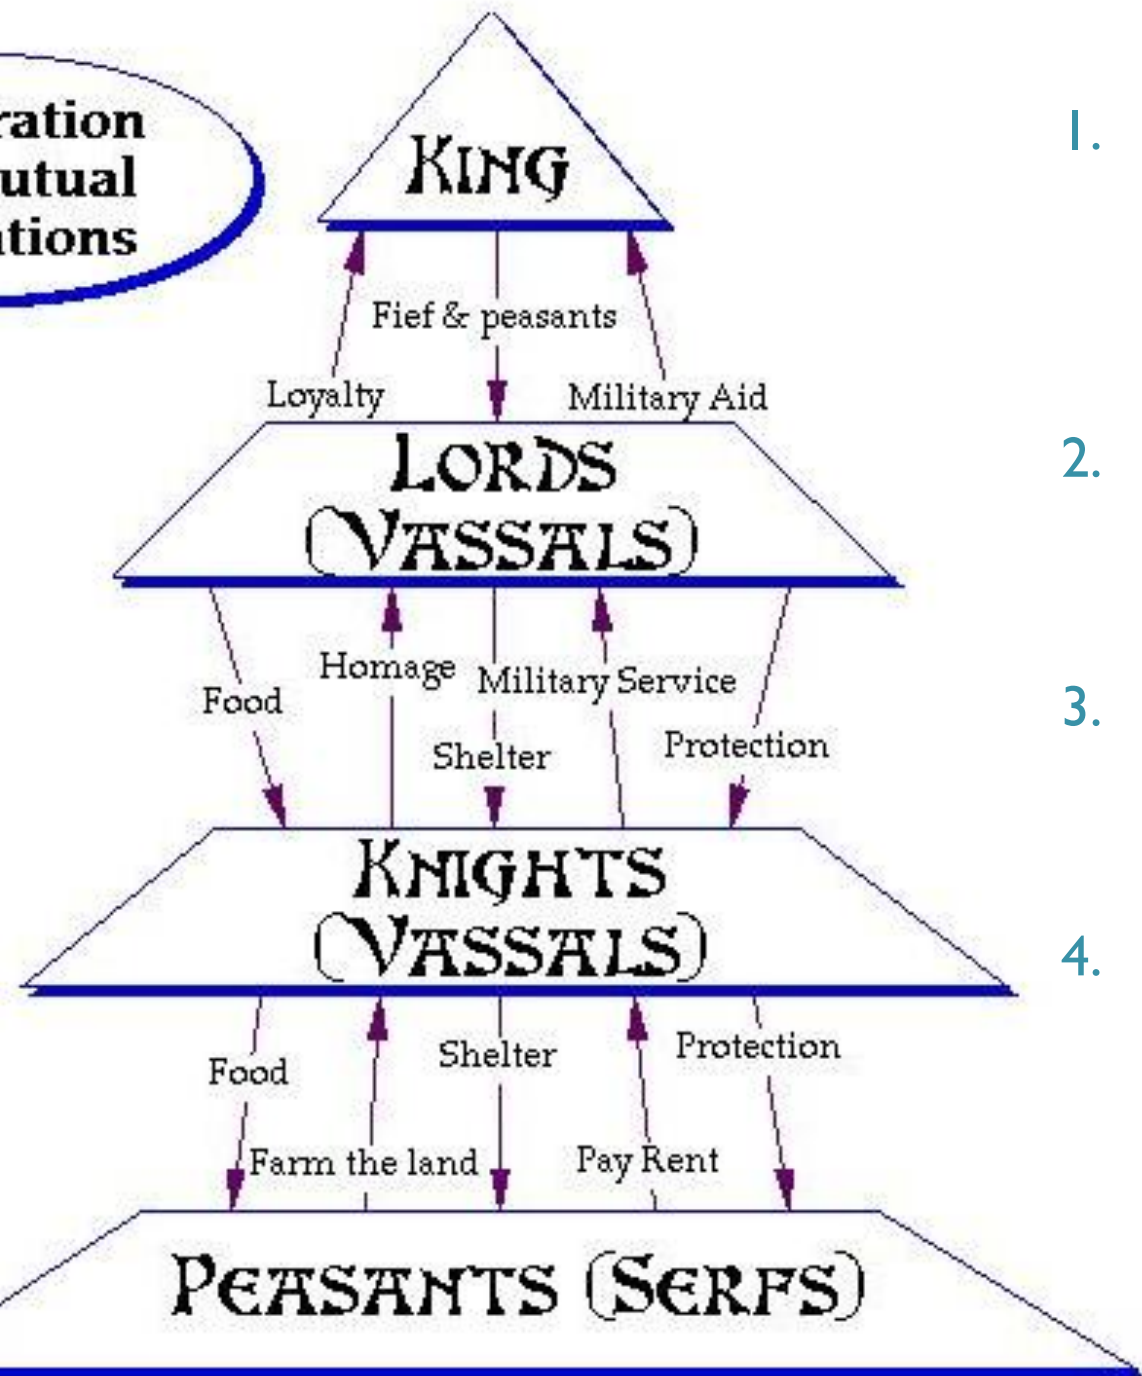 ration
utual
tions
KING
1.
Fief & peasants
Loyalty
Military Aid
LORDS
(VASSALS)
2.
Homage
Military Service
Food
Shelter
Protection
3.
KNIGHTS
(VASSALS)
4.
Food
Shelter
Protection
Farm the land
Pay Rent
PEASANTS (SERFS)